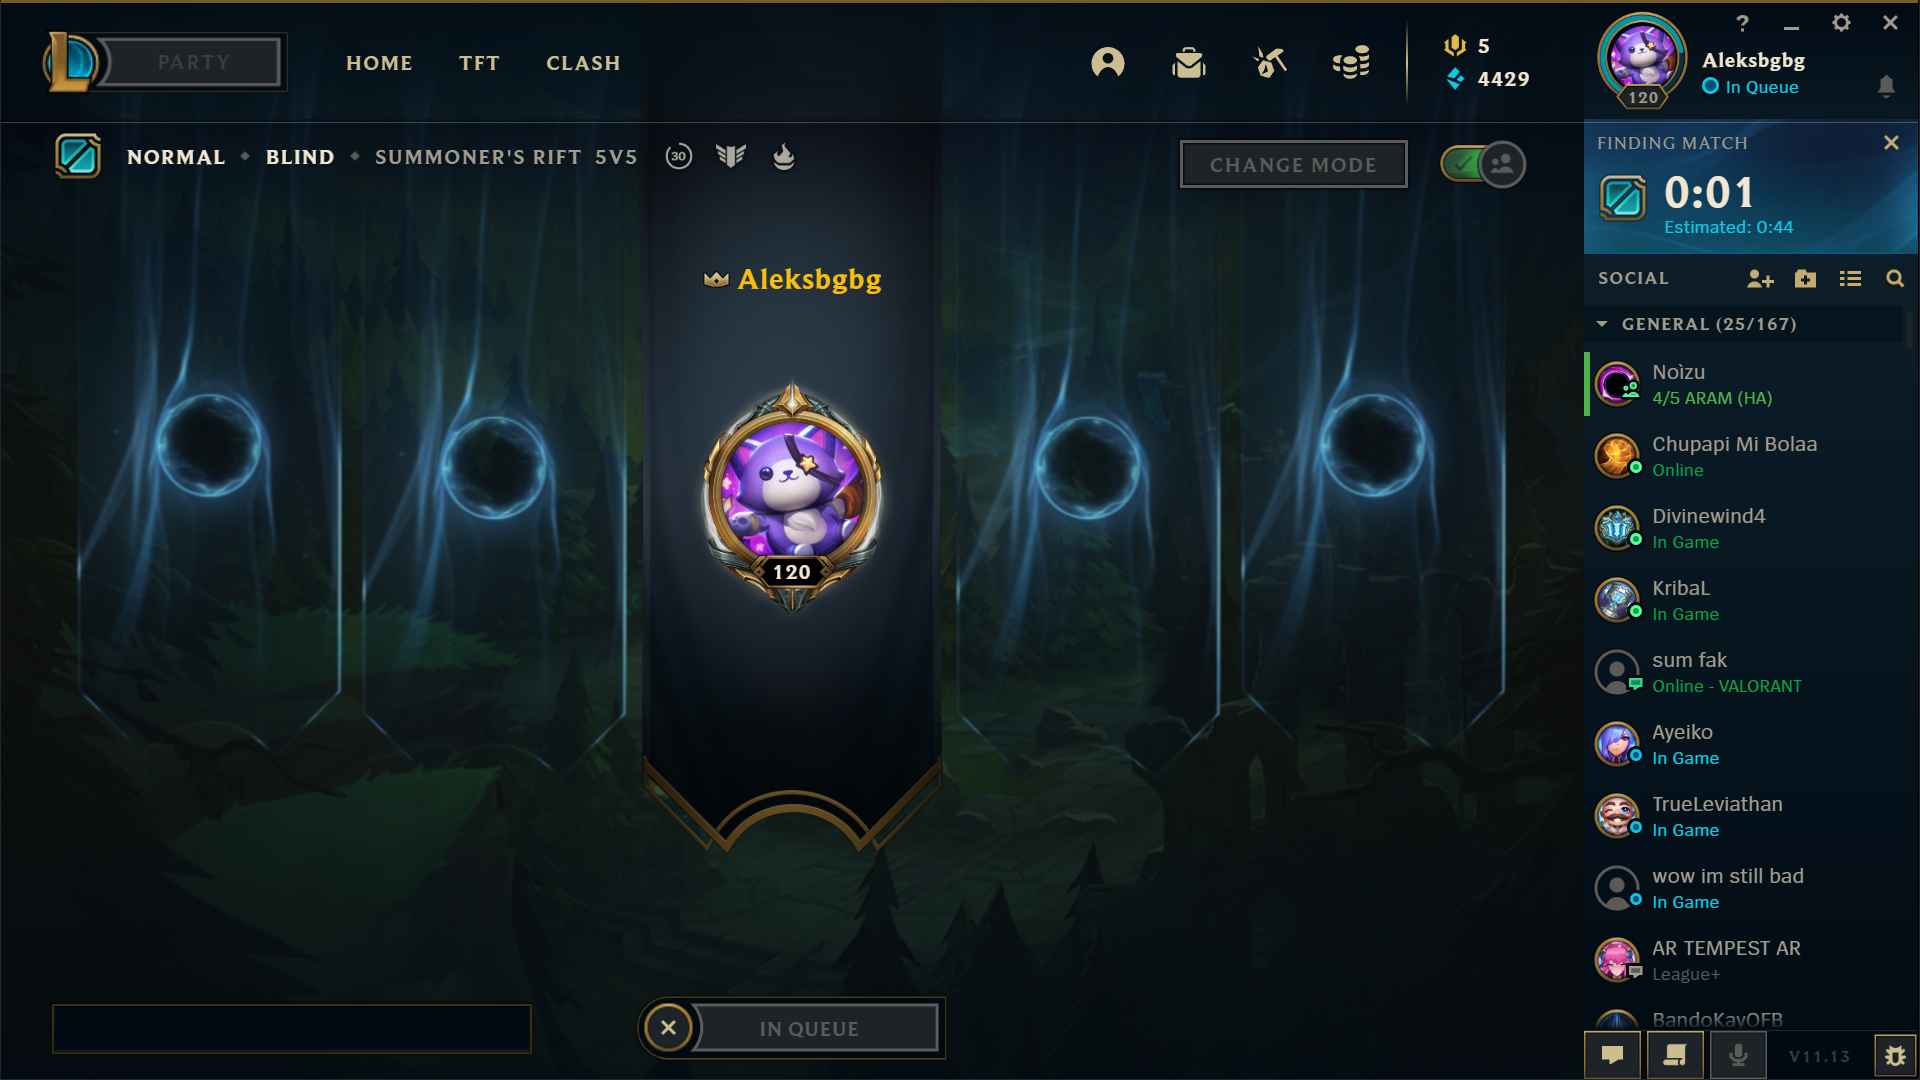 PARTY
HOME
TFT
CLASH
5
4429
?
Aleksbgbg
In Queue
120
NORMAL
BLIND
SUMMONER'S RIFT 5V5
30
CHANGE MODE
FINDING MATCH
0:01
Estimated: 0:44
Aleksbgbg
120
SOCIAL
GENERAL (25/167)
Noìzu
4/5 ARAM (HA)
Chupapi Mi Bolaa
Online
Divinewind4
In Game
KribaL
In Game
sum fak
Online - VALORANT
Ayeiko
In Game
TrueLeviathan
In Game
wow im still bad
In Game
AR TEMPEST AR
League+
BandoKayOFB
IN QUEUE
V11.13